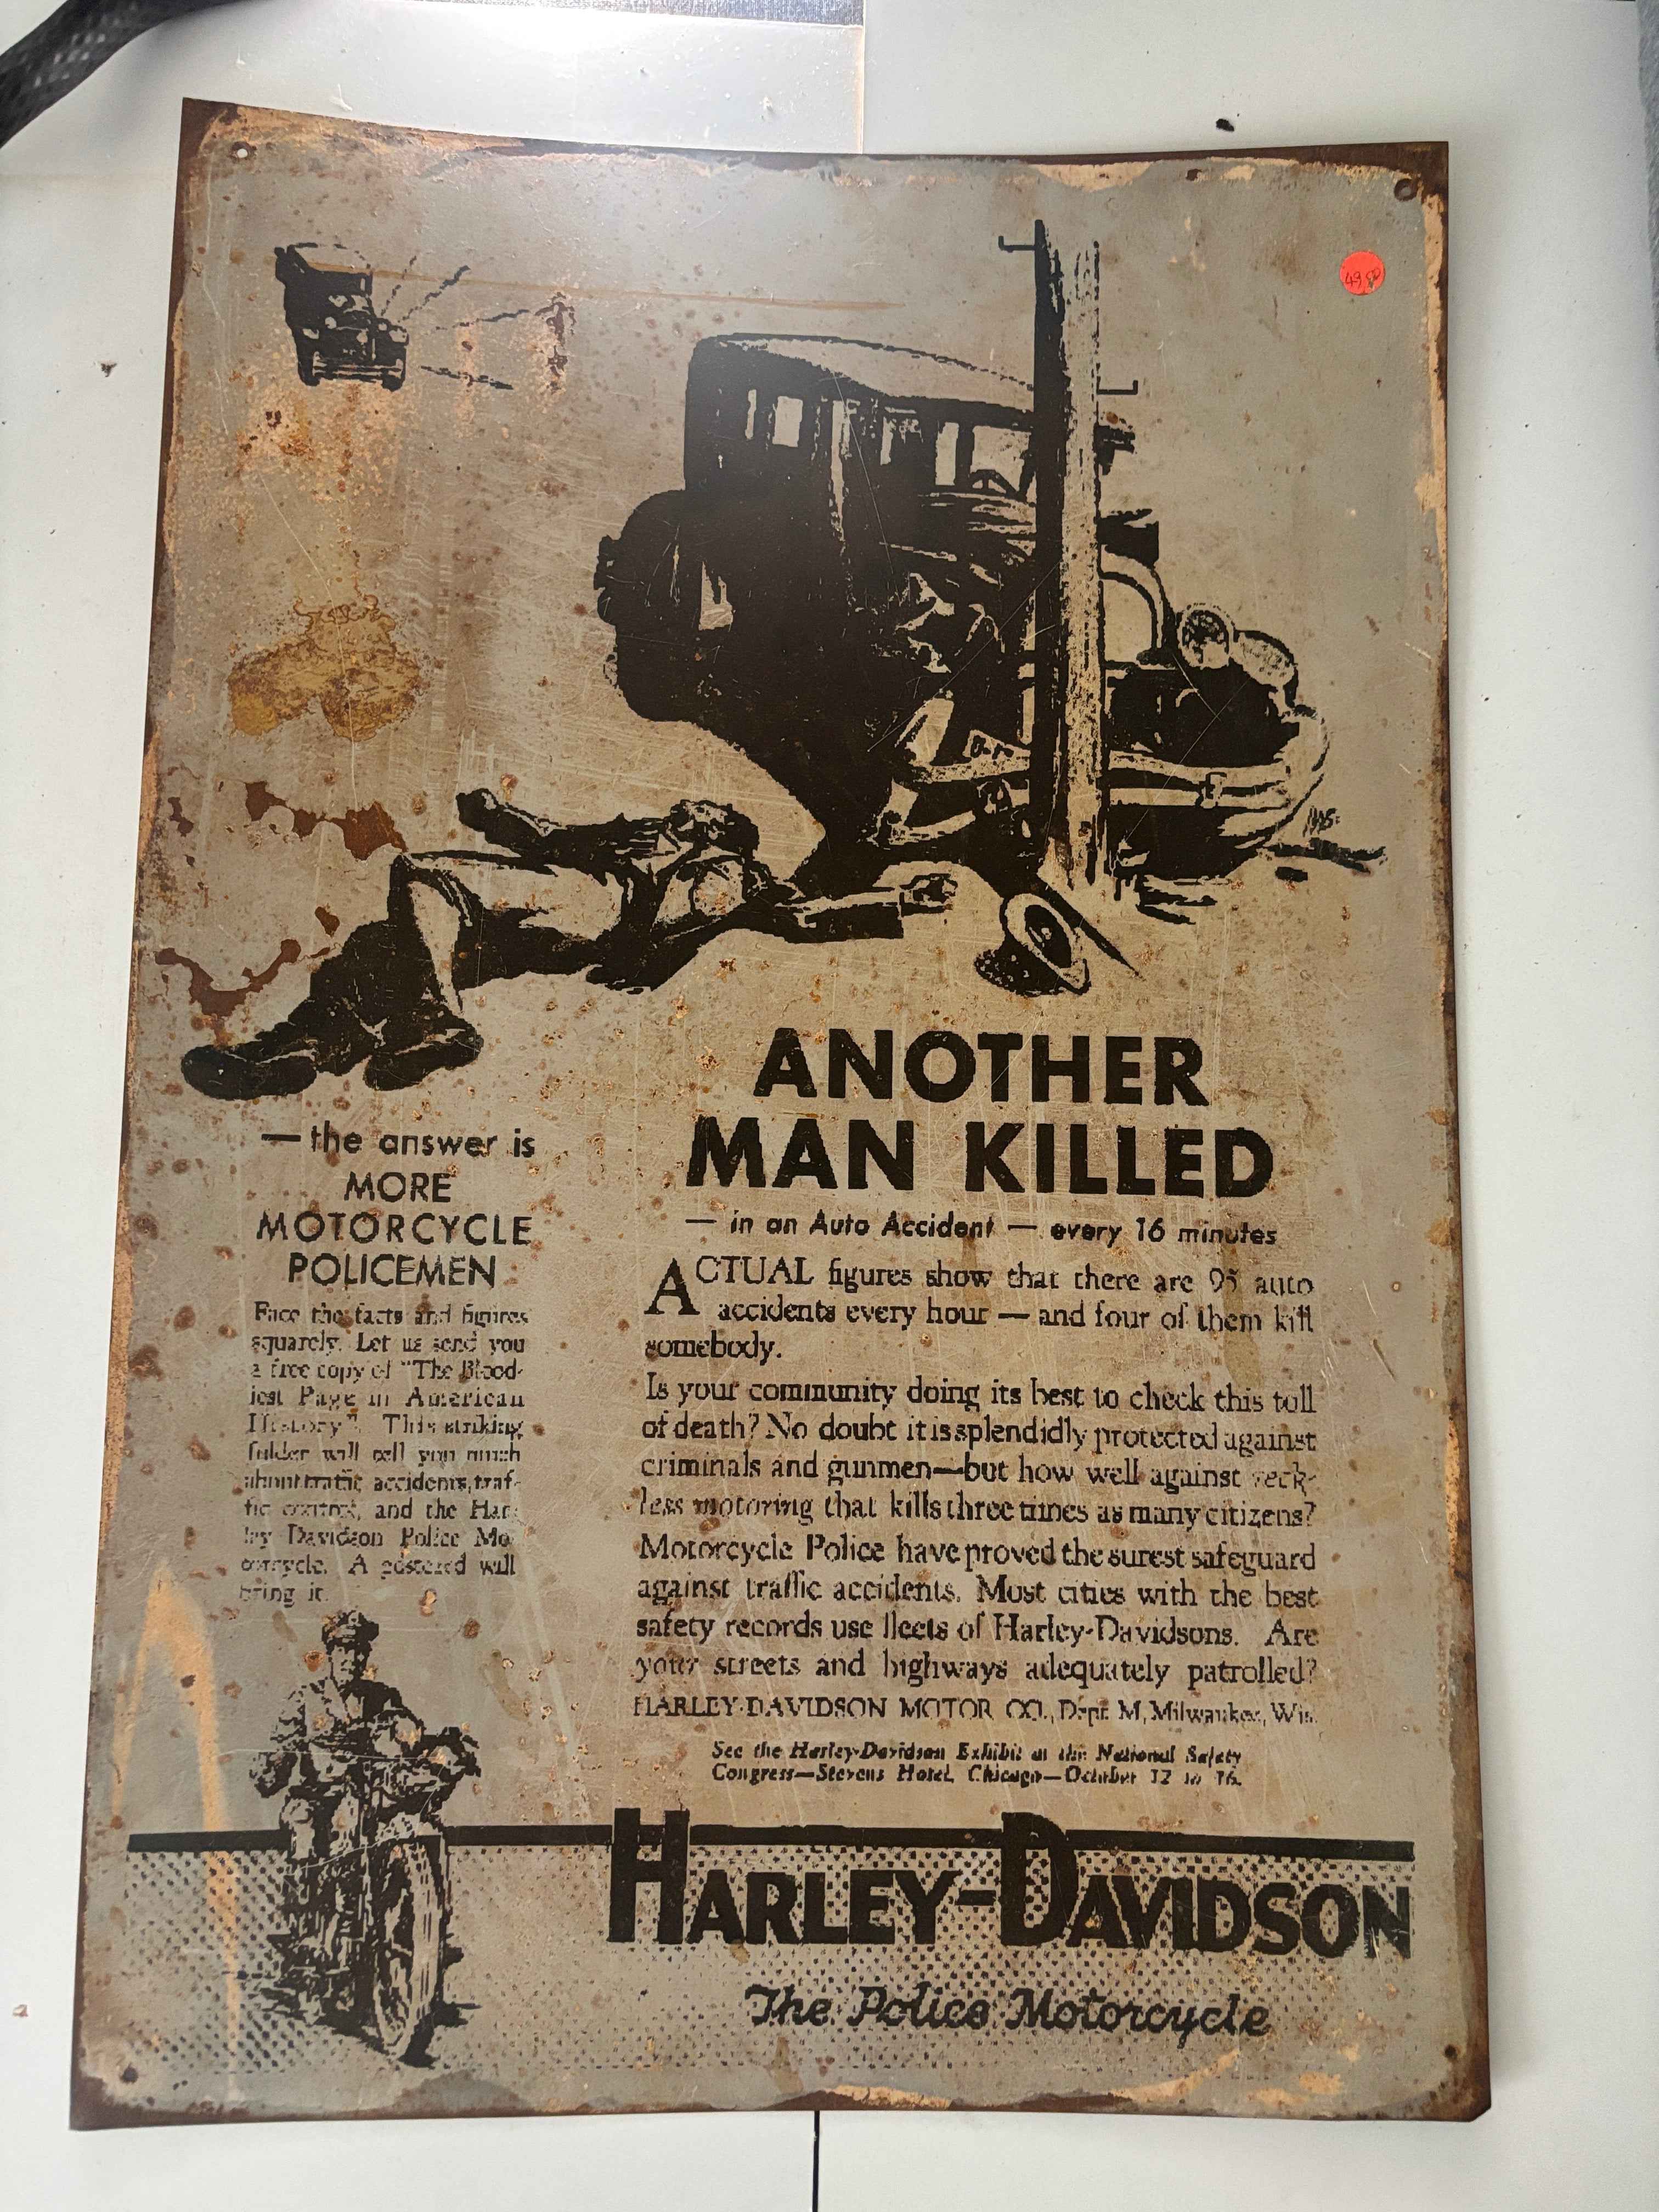 49.50
ANOTHER
MAN KILLED
— in an Auto Accident — every 16 minutes
ACTUAL figures show that there are 95 auto
accidents every hour — and four of them kill
somebody.
Is your community doing its best to check this toll
of death? No doubt it is splendidly protected against
criminals and gunmen—but how well against reck-
less motoring that kills three times as many citizens?
Motorcycle Police have proved the surest safeguard
against traffic accidents. Most cities with the best
safety records use fleets of Harley-Davidsons. Are
your streets and highways adequately patrolled?
HARLEY-DAVIDSON MOTOR CO., Dept. M, Milwaukee, Wis.
See the Harley-Davidson Exhibit at the National Safety
Congress—Stevens Hotel, Chicago—October 12 to 16.
— the answer is
MORE
MOTORCYCLE
POLICEMEN
Face the facts and figures
squarely. Let us send you
a free copy of "The Blood-
iest Page in American
History". This striking
folder will tell you much
about traffic accidents, traf-
fic control, and the Har-
ley Davidson Police Mo-
torcycle. A postcard will
bring it.
HARLEY-DAVIDSON
The Police Motorcycle